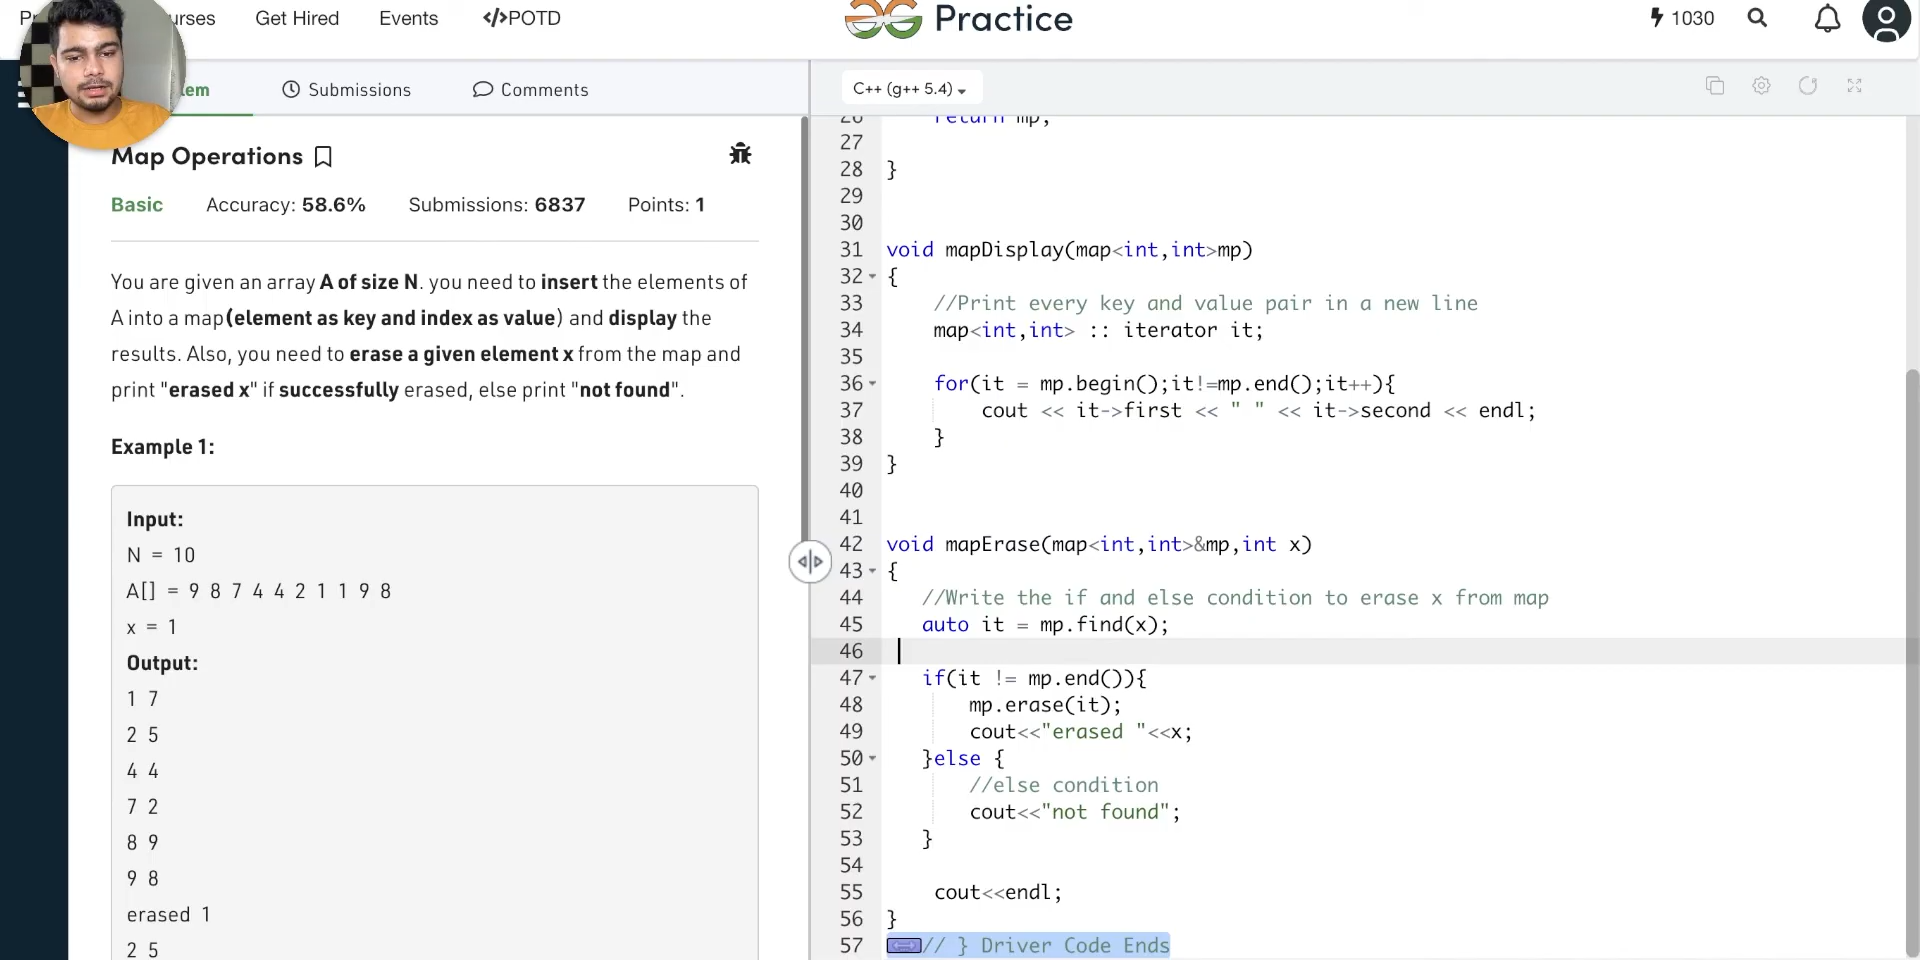 Get Hired
Events
</>POTD
Practice
1030
Submissions
Comments
C++ (g++ 5.4)
Map Operations
Basic
Accuracy: 58.6%
Submissions: 6837
Points: 1
You are given an array A of size N. you need to insert the elements of
A into a map(element as key and index as value) and display the
results. Also, you need to erase a given element x from the map and
print "erased x" if successfully erased, else print "not found".
Example 1:
Input:
N = 10
A[] = 9 8 7 4 4 2 1 1 9 8
x = 1
Output:
1 7
2 5
4 4
7 2
8 9
9 8
erased 1
2 5
26 return mp;
27
28 }
29
30
31 void mapDisplay(map<int,int>mp)
32 {
33 //Print every key and value pair in a new line
34 map<int,int> :: iterator it;
35
36 for(it = mp.begin();it!=mp.end();it++){
37 cout << it->first << " " << it->second << endl;
38 }
39 }
40
41
42 void mapErase(map<int,int>&mp,int x)
43 {
44 //Write the if and else condition to erase x from map
45 auto it = mp.find(x);
46
47 if(it != mp.end()){
48 mp.erase(it);
49 cout<<"erased "<<x;
50 }else {
51 //else condition
52 cout<<"not found";
53 }
54
55 cout<<endl;
56 }
57 // } Driver Code Ends